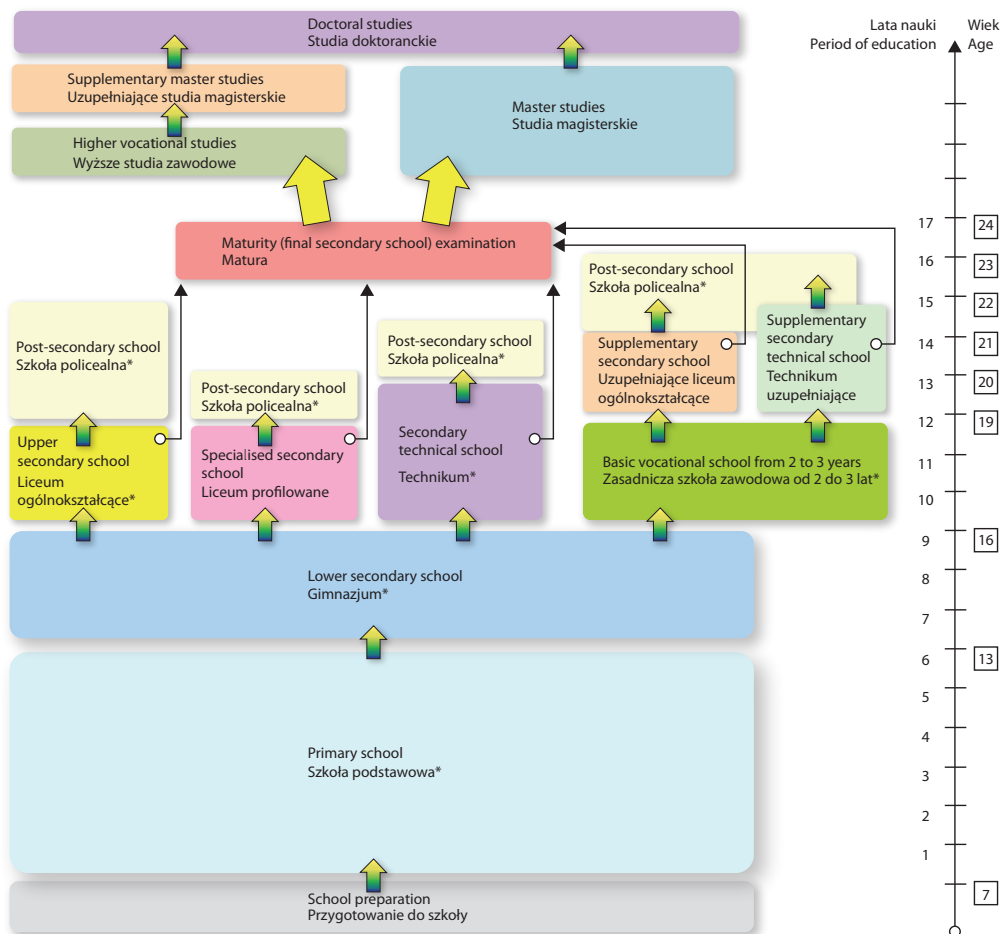 Doctoral studies
Studia doktoranckie
Lata nauki
Period of education
Wiek
Age
Supplementary master studies
Uzupełniające studia magisterskie
Master studies
Studia magisterskie
Higher vocational studies
Wyższe studia zawodowe
Maturity (final secondary school) examination
Matura
Post-secondary school
Szkoła policealna*
Post-secondary school
Szkoła policealna*
Post-secondary school
Szkoła policealna*
Post-secondary school
Szkoła policealna*
Supplementary
secondary school
Uzupełniające liceum
ogólnokształcące
Supplementary
secondary
technical school
Technikum
uzupełniające
Upper
secondary school
Liceum
ogólnokształcące*
Specialised secondary
school
Liceum profilowane
Secondary
technical school
Technikum*
Basic vocational school from 2 to 3 years
Zasadnicza szkoła zawodowa od 2 do 3 lat*
Lower secondary school
Gimnazjum*
Primary school
Szkoła podstawowa*
School preparation
Przygotowanie do szkoły
17 24
16 23
15 22
14 21
13 20
12 19
11
10
9 16
8
7
6 13
5
4
3
2
1
7